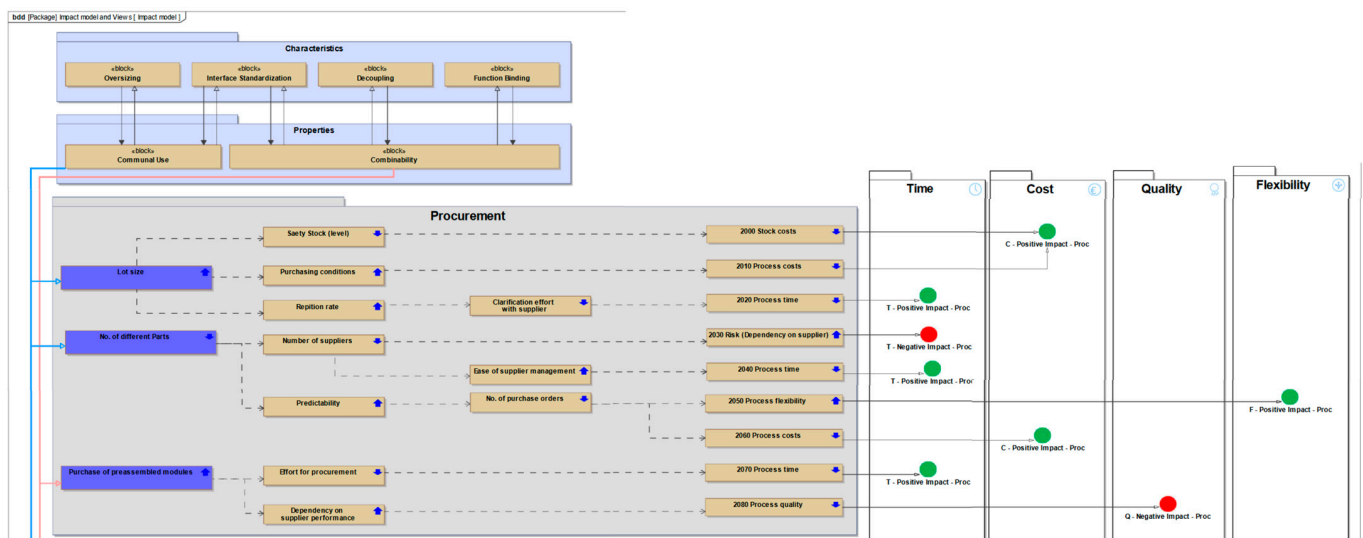 bdd [Package] Impact model and Views [ Impact model ]
Characteristics
«block»
Oversizing
«block»
Interface Standardization
«block»
Decoupling
«block»
Function Binding
Properties
«block»
Communal Use
«block»
Combinability
Time
Cost
Quality
Flexibility
Procurement
Saety Stock (level)
2000 Stock costs
C - Positive Impact - Proc
Lot size
Purchasing conditions
2010 Process costs
Repition rate
Clarification effort
with supplier
2020 Process time
T - Positive Impact - Proc
No. of different Parts
Number of suppliers
2030 Risk (Dependency on supplier)
T - Negative Impact - Proc
Ease of supplier management
2040 Process time
T - Positive Impact - Proc
Predictability
No. of purchase orders
2050 Process flexibility
F - Positive Impact - Proc
2060 Process costs
C - Positive Impact - Proc
Purchase of preassembled modules
Effort for procurement
2070 Process time
T - Positive Impact - Proc
Dependency on
supplier performance
2080 Process quality
Q - Negative Impact - Proc